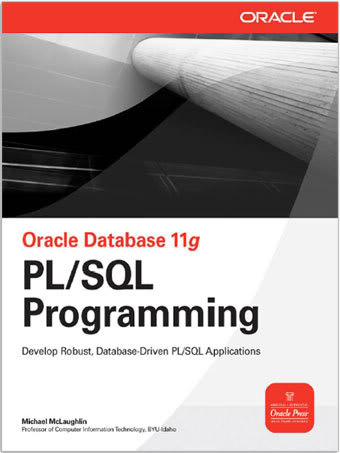 ORACLE
Oracle Database 11g
PL/SQL
Programming
Develop Robust, Database-Driven PL/SQL Applications
Michael McLaughlin
Professor of Computer Information Technology, BYU-Idaho
Oracle Press